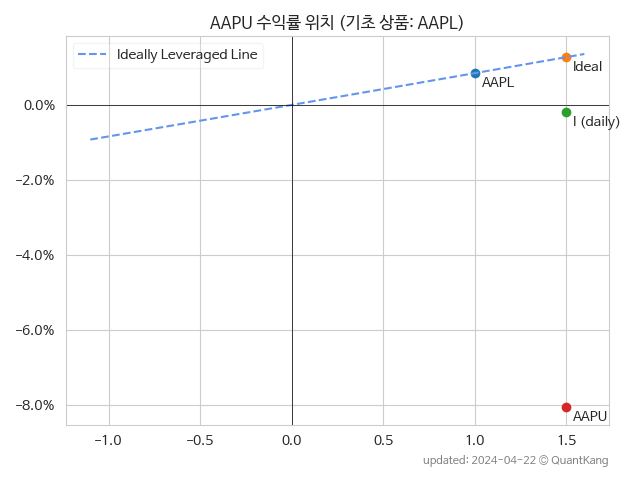 AAPU 수익률 위치 (기초 상품: AAPL)
Ideally Leveraged Line
Ideal
AAPL
I (daily)
AAPU
0.0%
−2.0%
−4.0%
−6.0%
−8.0%
−1.0 −0.5 0.0 0.5 1.0 1.5
updated: 2024-04-22 © QuantKang